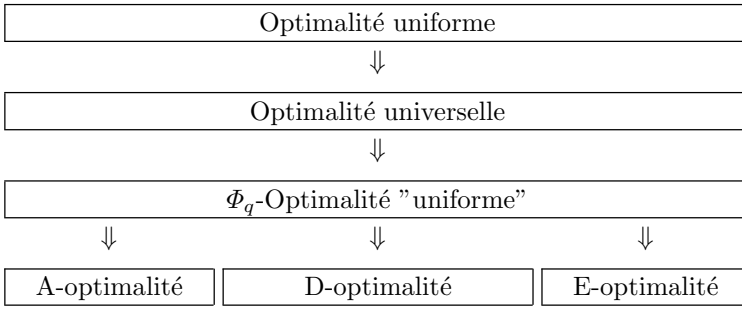 Optimalité uniforme
⇓
Optimalité universelle
⇓
Φq-Optimalité ”uniforme”
⇓ ⇓ ⇓
A-optimalité D-optimalité E-optimalité